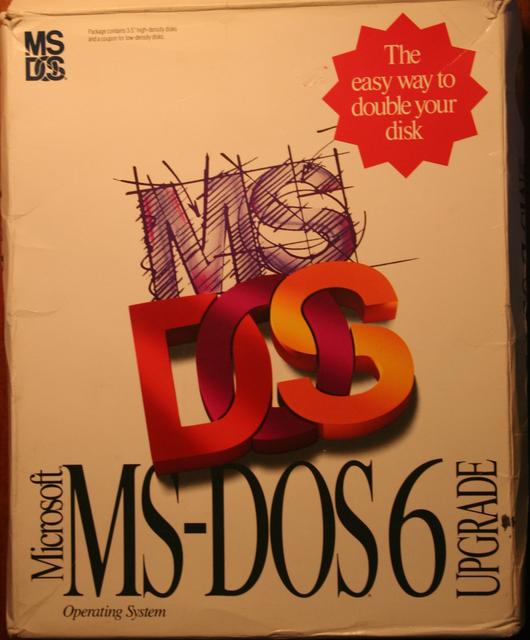 MS
DOS
Package contains 3.5" high-density disks
and a coupon for low-density disks.
The
easy way to
double your
disk
MS
DOS
Microsoft
MS-DOS 6
UPGRADE
Operating System